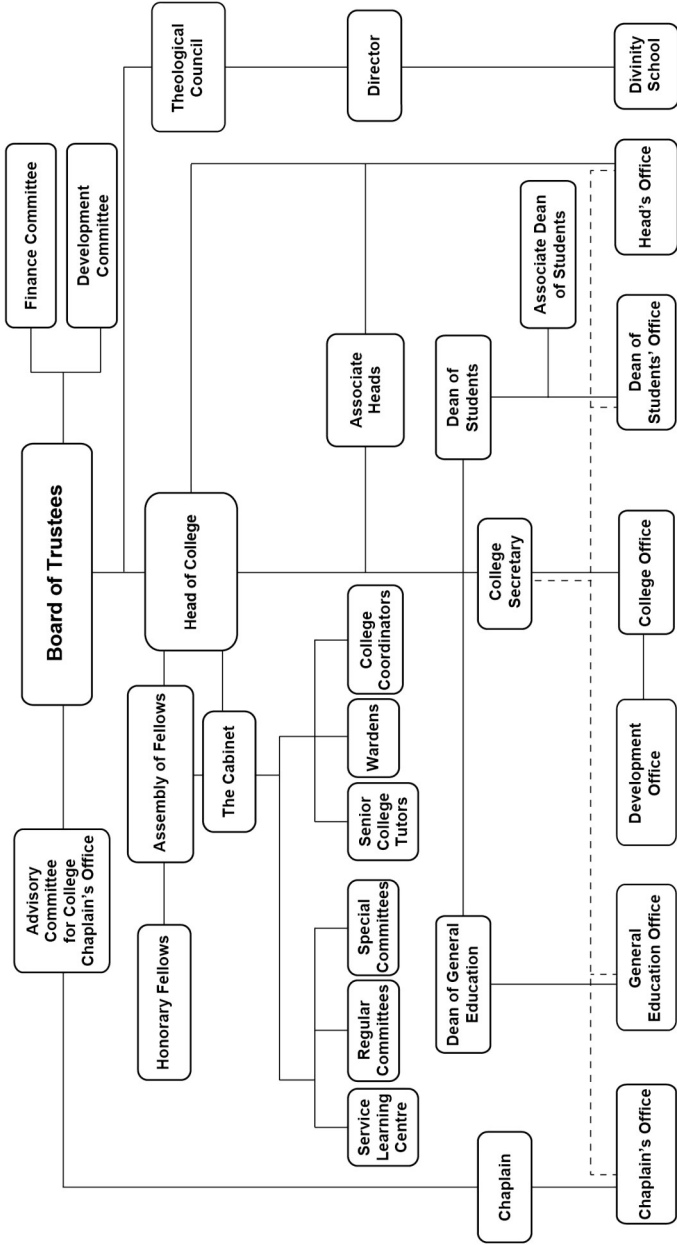 Board of Trustees
Finance Committee
Development
Committee
Advisory
Committee
for College
Chaplain's Office
Theological
Council
Head of College
Assembly of Fellows
Honorary Fellows
The Cabinet
Director
Associate
Heads
Service
Learning
Centre
Regular
Committees
Special
Committees
Senior
College
Tutors
Wardens
College
Coordinators
Dean of General
Education
Dean of
Students
Associate Dean
of Students
Chaplain
College
Secretary
Chaplain's Office
General
Education Office
Development
Office
College Office
Dean of
Students' Office
Head's Office
Divinity
School